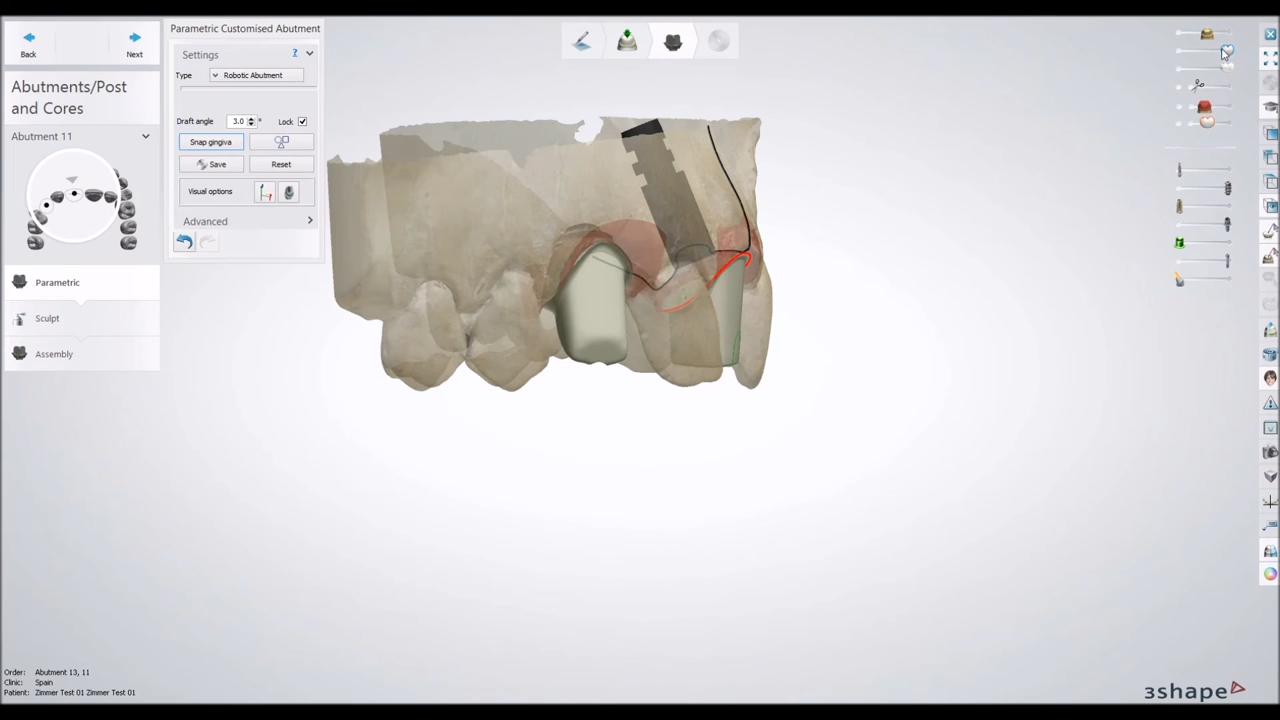 Back
Next
Abutments/Post and Cores
Abutment 11
Parametric
Sculpt
Assembly
Parametric Customised Abutment
Settings ?
Type Robotic Abutment
Draft angle 3.0 ° Lock
Snap gingiva
Save Reset
Visual options
Advanced
Order: Abutment 13, 11
Clinic: Spain
Patient: Zimmer Test 01 Zimmer Test 01
3shape